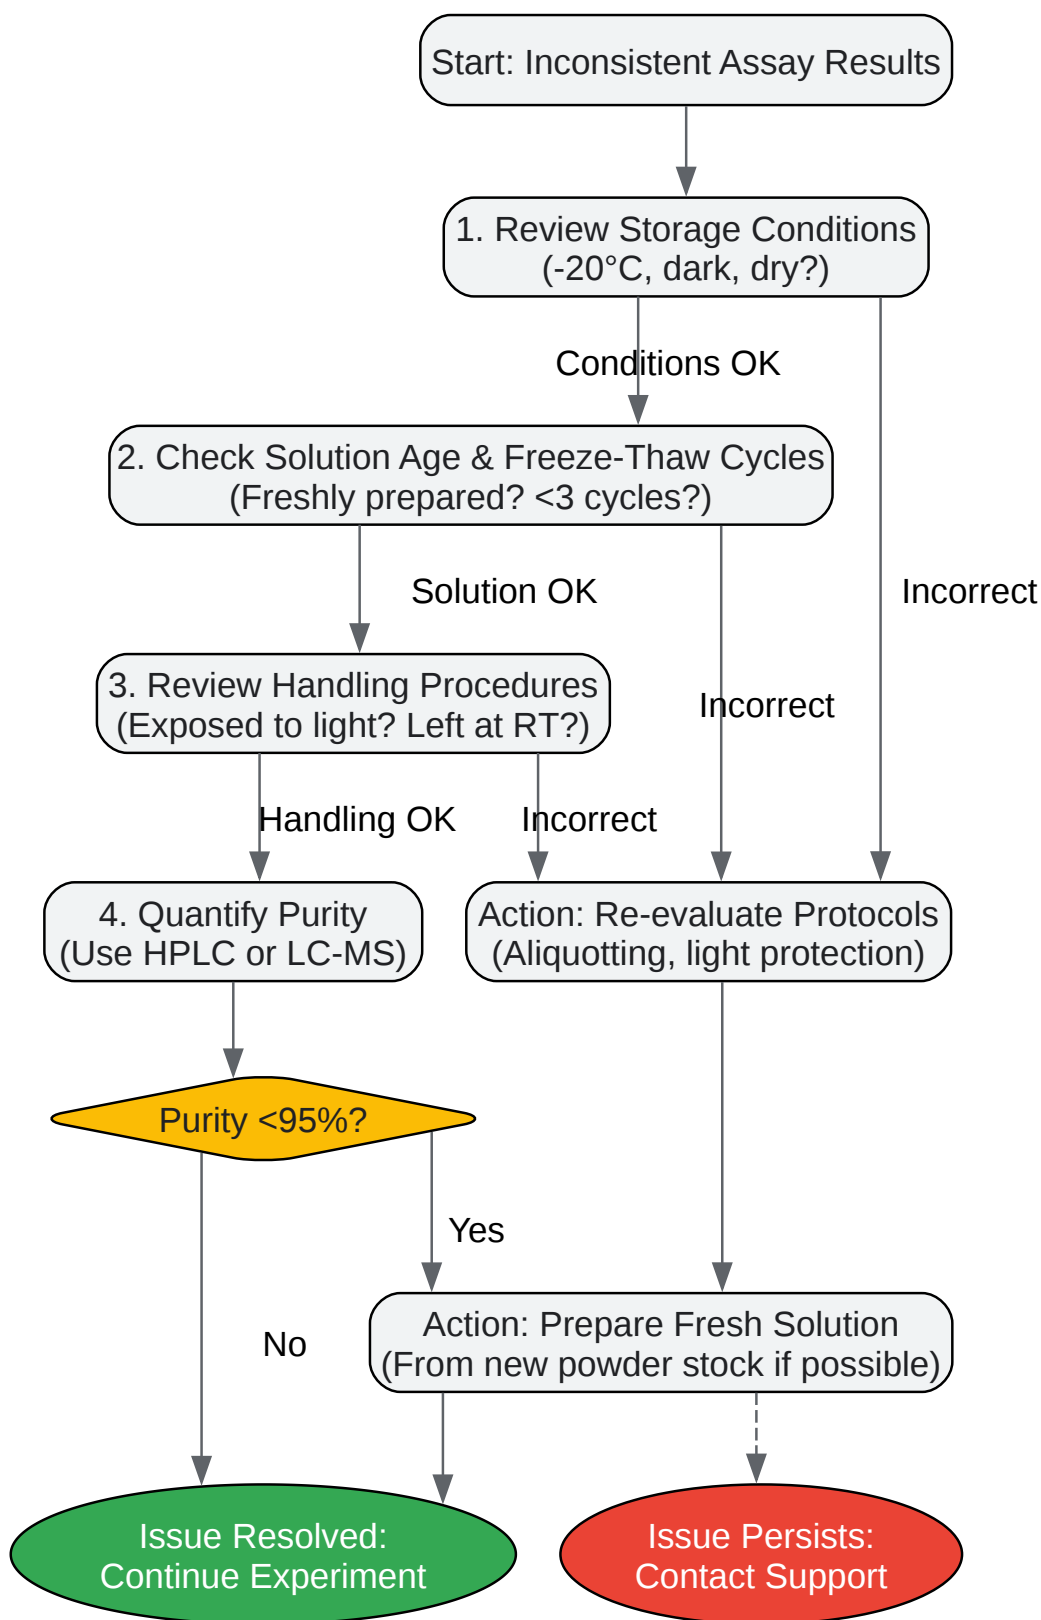 Start: Inconsistent Assay Results
1. Review Storage Conditions
(-20°C, dark, dry?)
Conditions OK
2. Check Solution Age & Freeze-Thaw Cycles
(Freshly prepared? <3 cycles?)
Solution OK
Incorrect
3. Review Handling Procedures
(Exposed to light? Left at RT?)
Incorrect
Handling OK
Incorrect
4. Quantify Purity
(Use HPLC or LC-MS)
Action: Re-evaluate Protocols
(Aliquotting, light protection)
Purity <95%?
Yes
Action: Prepare Fresh Solution
(From new powder stock if possible)
No
Issue Resolved:
Continue Experiment
Issue Persists:
Contact Support